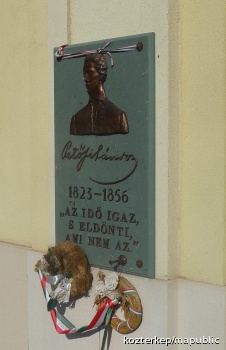 Petőfi Sándor
1823-1856
„AZ IDŐ IGAZ,
S ELDÖNTI,
AMI NEM AZ."
kozterkep/mapublic